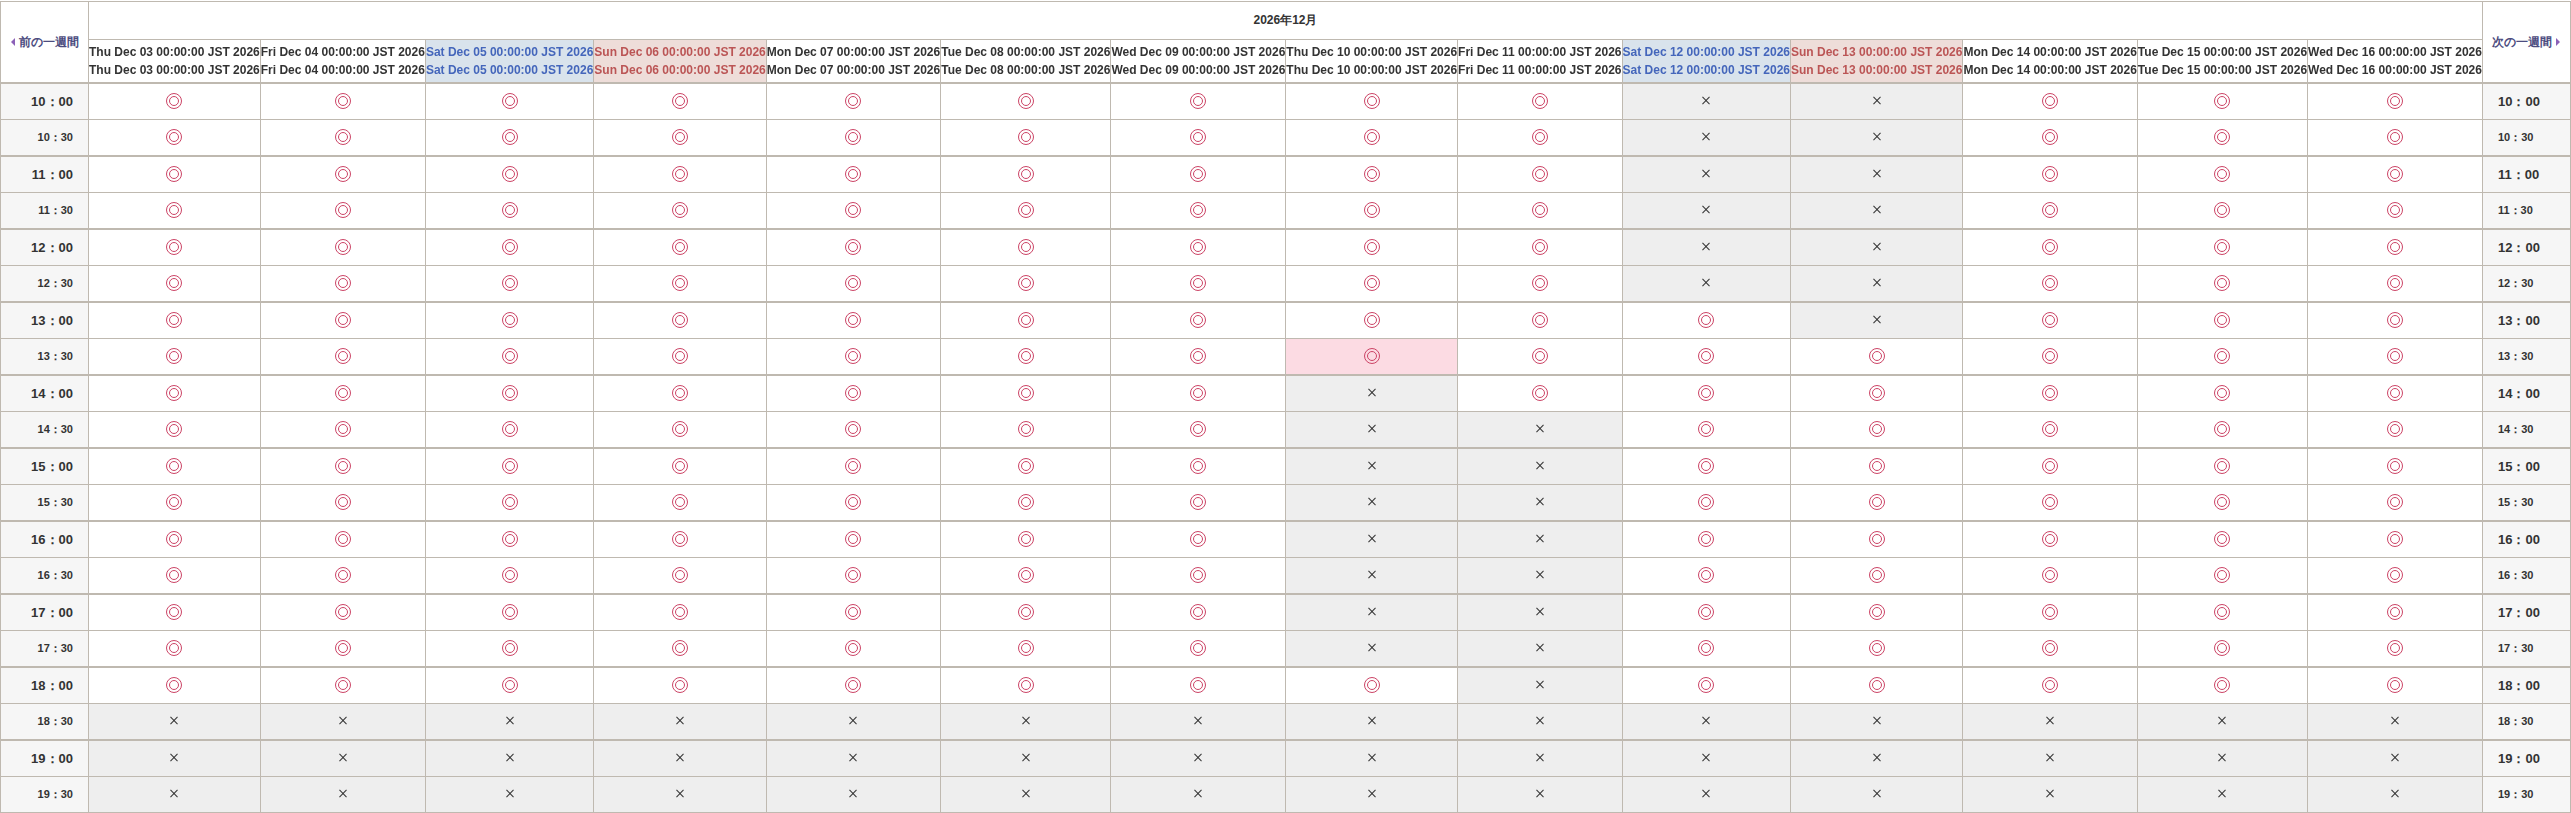 2026年12月
前の一週間
次の一週間
Thu Dec 03 00:00:00 JST 2026 Fri Dec 04 00:00:00 JST 2026 Sat Dec 05 00:00:00 JST 2026 Sun Dec 06 00:00:00 JST 2026 Mon Dec 07 00:00:00 JST 2026 Tue Dec 08 00:00:00 JST 2026 Wed Dec 09 00:00:00 JST 2026 Thu Dec 10 00:00:00 JST 2026 Fri Dec 11 00:00:00 JST 2026 Sat Dec 12 00:00:00 JST 2026 Sun Dec 13 00:00:00 JST 2026 Mon Dec 14 00:00:00 JST 2026 Tue Dec 15 00:00:00 JST 2026 Wed Dec 16 00:00:00 JST 2026
Thu Dec 03 00:00:00 JST 2026 Fri Dec 04 00:00:00 JST 2026 Sat Dec 05 00:00:00 JST 2026 Sun Dec 06 00:00:00 JST 2026 Mon Dec 07 00:00:00 JST 2026 Tue Dec 08 00:00:00 JST 2026 Wed Dec 09 00:00:00 JST 2026 Thu Dec 10 00:00:00 JST 2026 Fri Dec 11 00:00:00 JST 2026 Sat Dec 12 00:00:00 JST 2026 Sun Dec 13 00:00:00 JST 2026 Mon Dec 14 00:00:00 JST 2026 Tue Dec 15 00:00:00 JST 2026 Wed Dec 16 00:00:00 JST 2026
10：00 ◎ ◎ ◎ ◎ ◎ ◎ ◎ ◎ ◎ × × ◎ ◎ ◎ 10：00
10：30 ◎ ◎ ◎ ◎ ◎ ◎ ◎ ◎ ◎ × × ◎ ◎ ◎ 10：30
11：00 ◎ ◎ ◎ ◎ ◎ ◎ ◎ ◎ ◎ × × ◎ ◎ ◎ 11：00
11：30 ◎ ◎ ◎ ◎ ◎ ◎ ◎ ◎ ◎ × × ◎ ◎ ◎ 11：30
12：00 ◎ ◎ ◎ ◎ ◎ ◎ ◎ ◎ ◎ × × ◎ ◎ ◎ 12：00
12：30 ◎ ◎ ◎ ◎ ◎ ◎ ◎ ◎ ◎ × × ◎ ◎ ◎ 12：30
13：00 ◎ ◎ ◎ ◎ ◎ ◎ ◎ ◎ ◎ ◎ × ◎ ◎ ◎ 13：00
13：30 ◎ ◎ ◎ ◎ ◎ ◎ ◎ ◎ ◎ ◎ ◎ ◎ ◎ ◎ 13：30
14：00 ◎ ◎ ◎ ◎ ◎ ◎ ◎ × ◎ ◎ ◎ ◎ ◎ ◎ 14：00
14：30 ◎ ◎ ◎ ◎ ◎ ◎ ◎ × × ◎ ◎ ◎ ◎ ◎ 14：30
15：00 ◎ ◎ ◎ ◎ ◎ ◎ ◎ × × ◎ ◎ ◎ ◎ ◎ 15：00
15：30 ◎ ◎ ◎ ◎ ◎ ◎ ◎ × × ◎ ◎ ◎ ◎ ◎ 15：30
16：00 ◎ ◎ ◎ ◎ ◎ ◎ ◎ × × ◎ ◎ ◎ ◎ ◎ 16：00
16：30 ◎ ◎ ◎ ◎ ◎ ◎ ◎ × × ◎ ◎ ◎ ◎ ◎ 16：30
17：00 ◎ ◎ ◎ ◎ ◎ ◎ ◎ × × ◎ ◎ ◎ ◎ ◎ 17：00
17：30 ◎ ◎ ◎ ◎ ◎ ◎ ◎ × × ◎ ◎ ◎ ◎ ◎ 17：30
18：00 ◎ ◎ ◎ ◎ ◎ ◎ ◎ ◎ × ◎ ◎ ◎ ◎ ◎ 18：00
18：30 × × × × × × × × × × × × × × 18：30
19：00 × × × × × × × × × × × × × × 19：00
19：30 × × × × × × × × × × × × × × 19：30